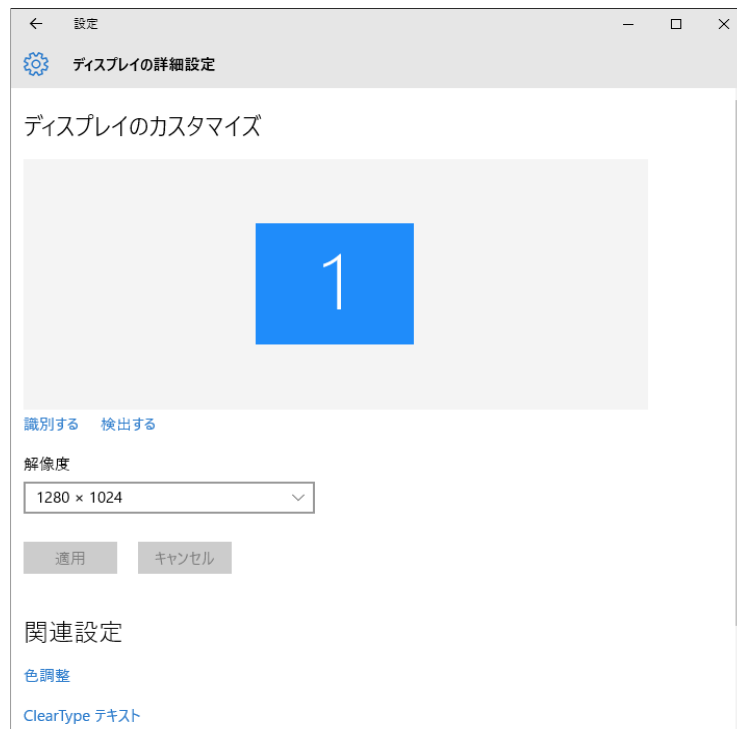 設定
ディスプレイの詳細設定
ディスプレイのカスタマイズ
1
識別する 検出する
解像度
1280 × 1024
適用 キャンセル
関連設定
色調整
ClearType テキスト